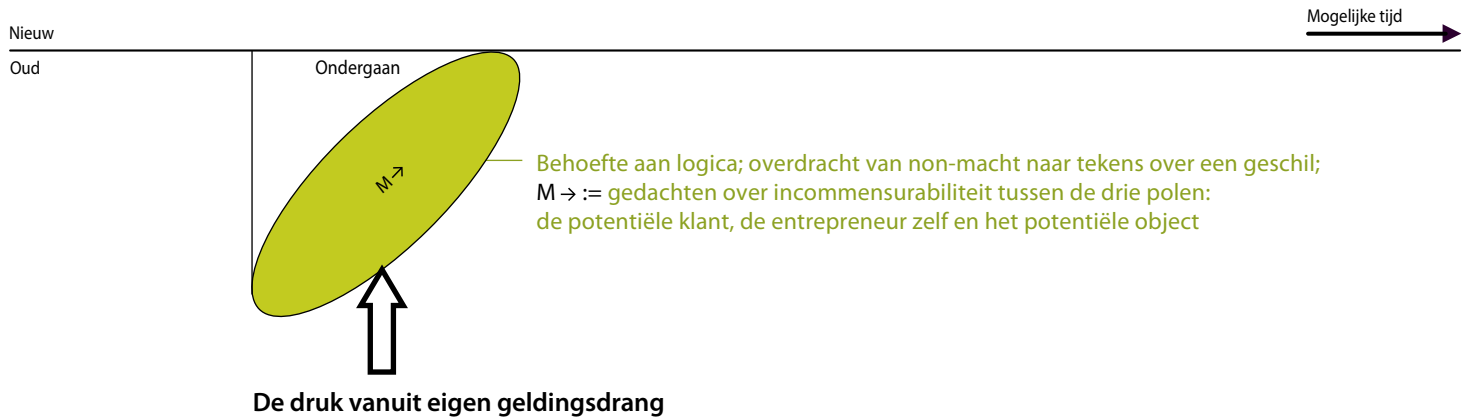 Mogelijke tijd
Nieuw
Oud
Ondergaan
M→
Behoefte aan logica; overdracht van non-macht naar tekens over een geschil;
M → := gedachten over incommensurabiliteit tussen de drie polen:
de potentiële klant, de entrepreneur zelf en het potentiële object
De druk vanuit eigen geldingsdrang